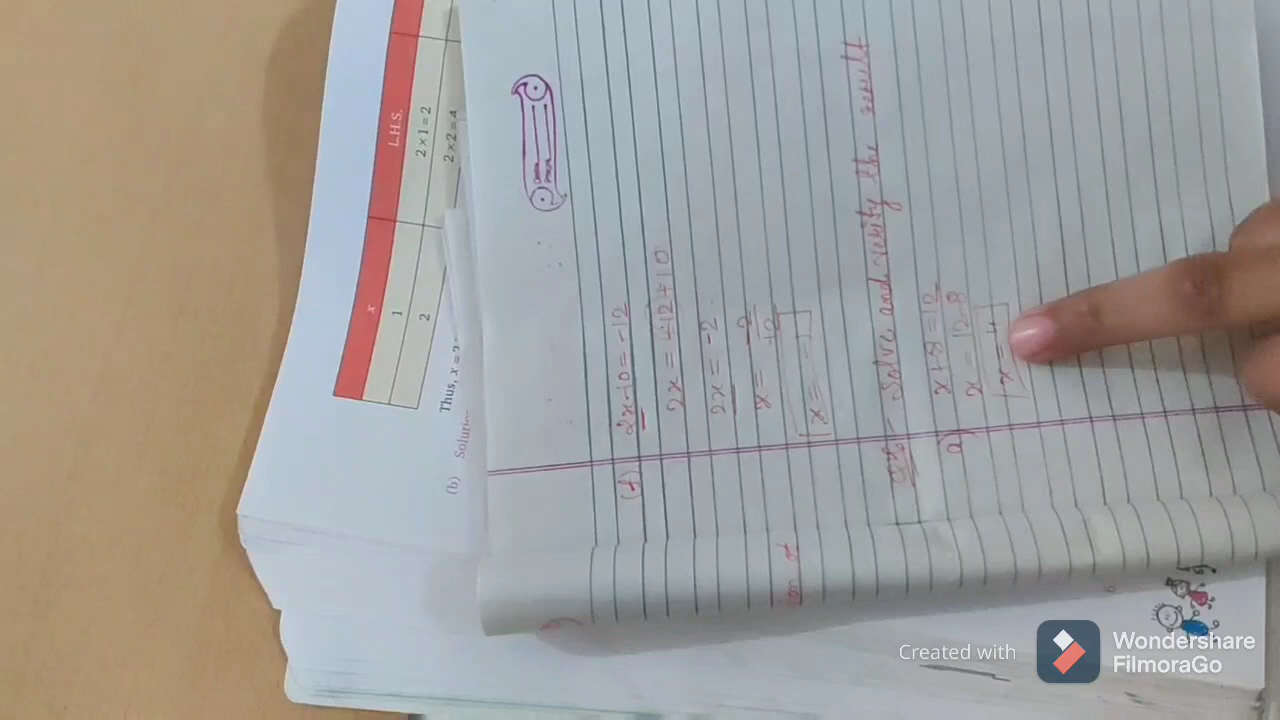 x
L.H.S.
1
2 × 1 = 2
2
2 × 2 = 4
Thus, x = 2
(b)
(f) 2x-10 = -12
2x = -12+10
2x = -2
x = -2
x = -1
Solve and verify the result
a) x+8=12
x = 12-8
x = 4
Created with
Wondershare
FilmoraGo